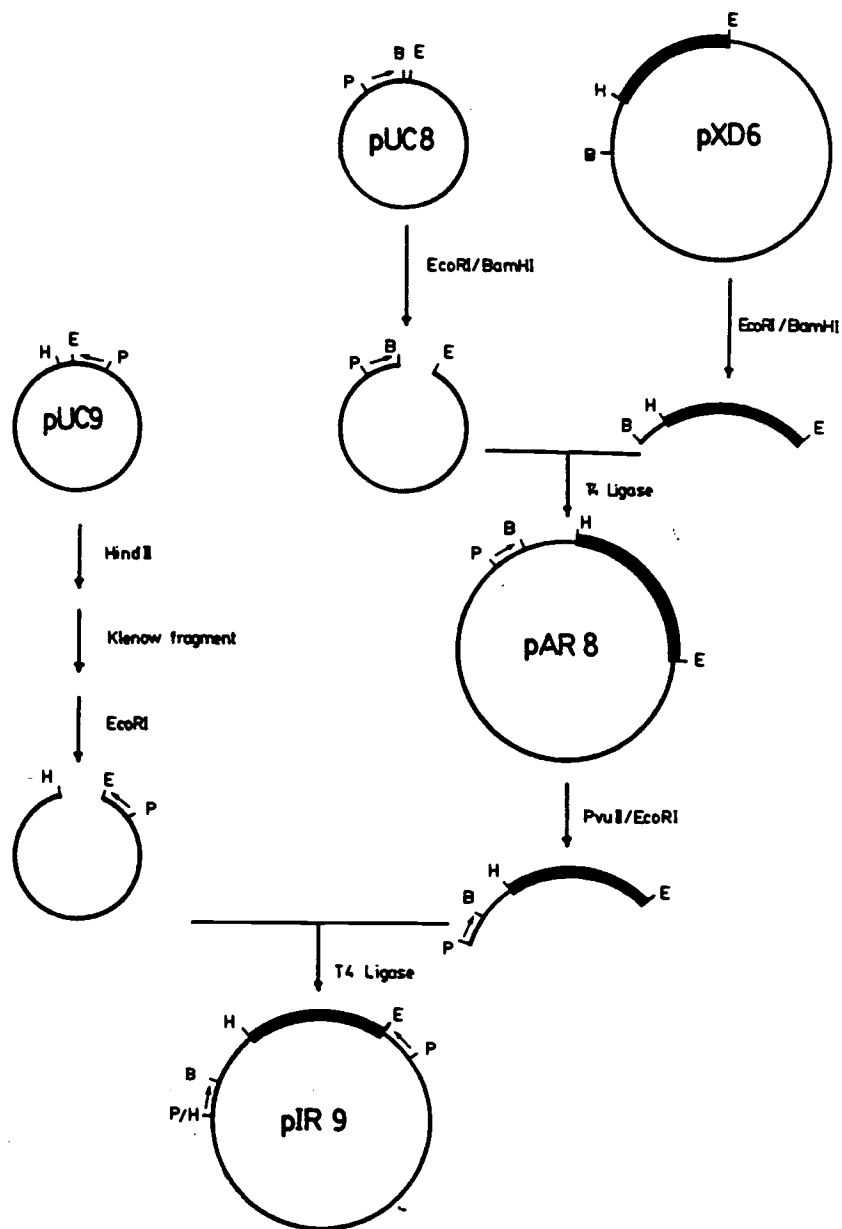 B E
P
pUC8
E
H
B
pXD6
EcoRI/BamHI
EcoRI/BamHI
H E P
pUC9
P B E
B H E
T4 Ligase
HindII
Klenow fragment
EcoRI
P B H
pAR 8
E
H E P
PvuII/EcoRI
P B H E
T4 Ligase
H E
B P
P/H
pIR 9